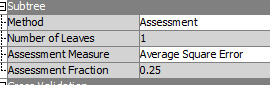 Subtree
Method Assessment
Number of Leaves 1
Assessment Measure Average Square Error
Assessment Fraction 0.25